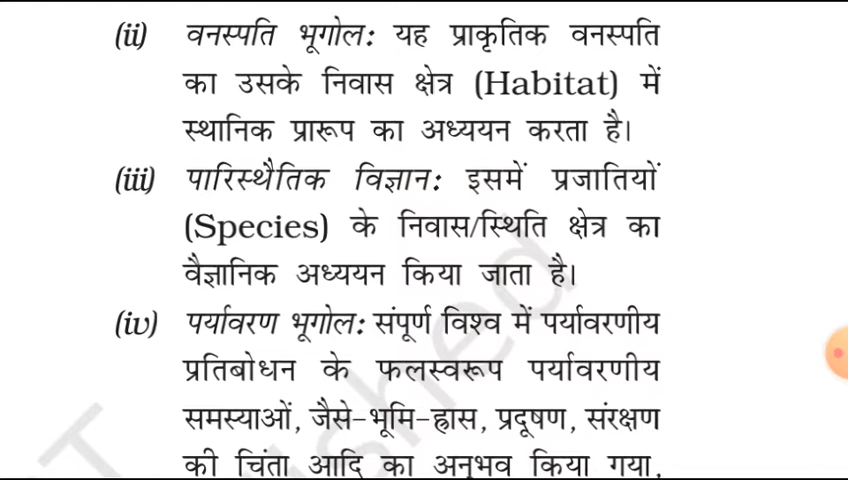 (ii) वनस्पति भूगोल: यह प्राकृतिक वनस्पति
का उसके निवास क्षेत्र (Habitat) में
स्थानिक प्रारूप का अध्ययन करता है।
(iii) पारिस्थैतिक विज्ञान: इसमें प्रजातियों
(Species) के निवास/स्थिति क्षेत्र का
वैज्ञानिक अध्ययन किया जाता है।
(iv) पर्यावरण भूगोल: संपूर्ण विश्व में पर्यावरणीय
प्रतिबोधन के फलस्वरूप पर्यावरणीय
समस्याओं, जैसे-भूमि-ह्रास, प्रदूषण, संरक्षण
की चिंता आदि का अनुभव किया गया,